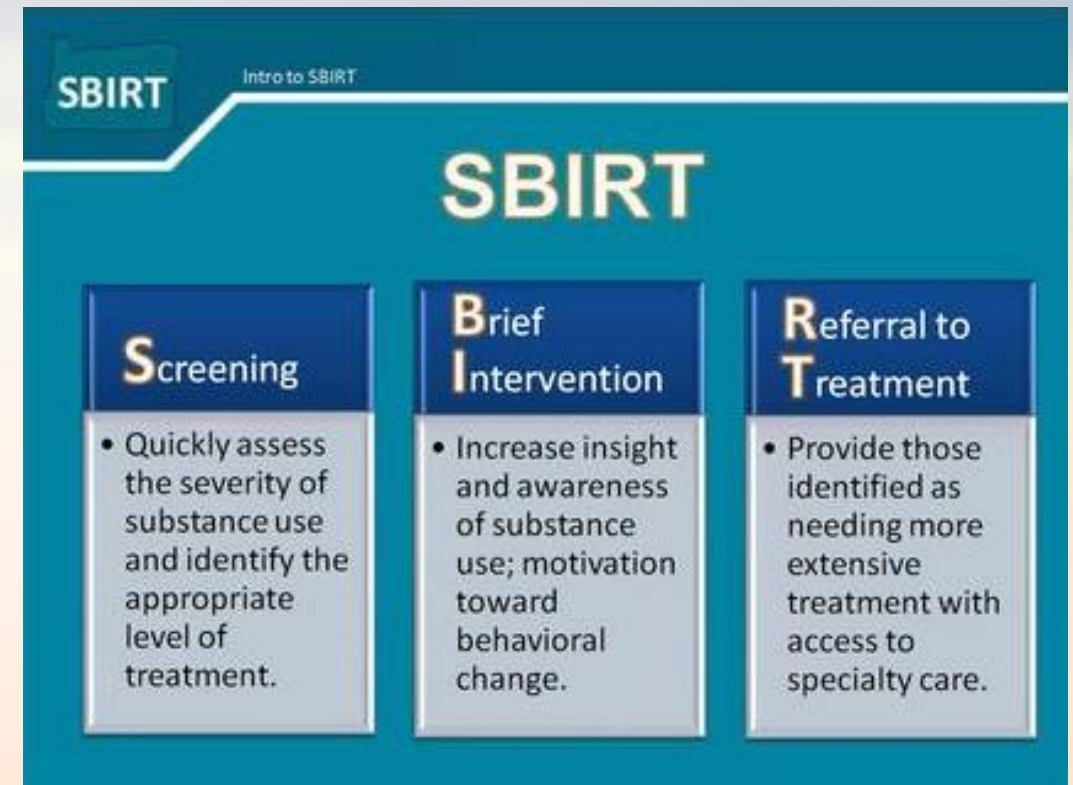 SBIRT
Intro to SBIRT
SBIRT
Screening
• Quickly assess
the severity of
substance use
and identify the
appropriate
level of
treatment.
Brief
Intervention
• Increase insight
and awareness
of substance
use; motivation
toward
behavioral
change.
Referral to
Treatment
• Provide those
identified as
needing more
extensive
treatment with
access to
specialty care.